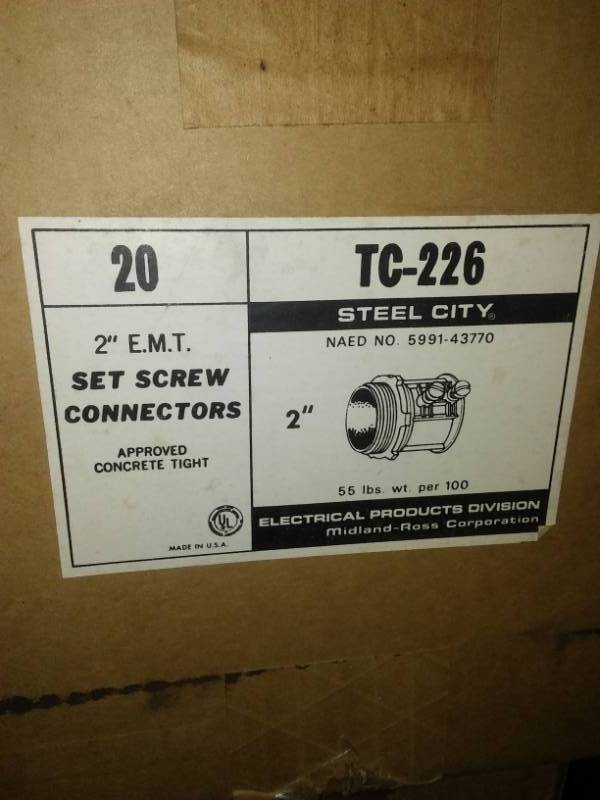 20
2" E.M.T.
SET SCREW
CONNECTORS
APPROVED
CONCRETE TIGHT
UL
MADE IN U.S.A.
TC-226
STEEL CITY®
NAED NO. 5991-43770
2"
55 lbs. wt. per 100
ELECTRICAL PRODUCTS DIVISION
Midland-Ross Corporation